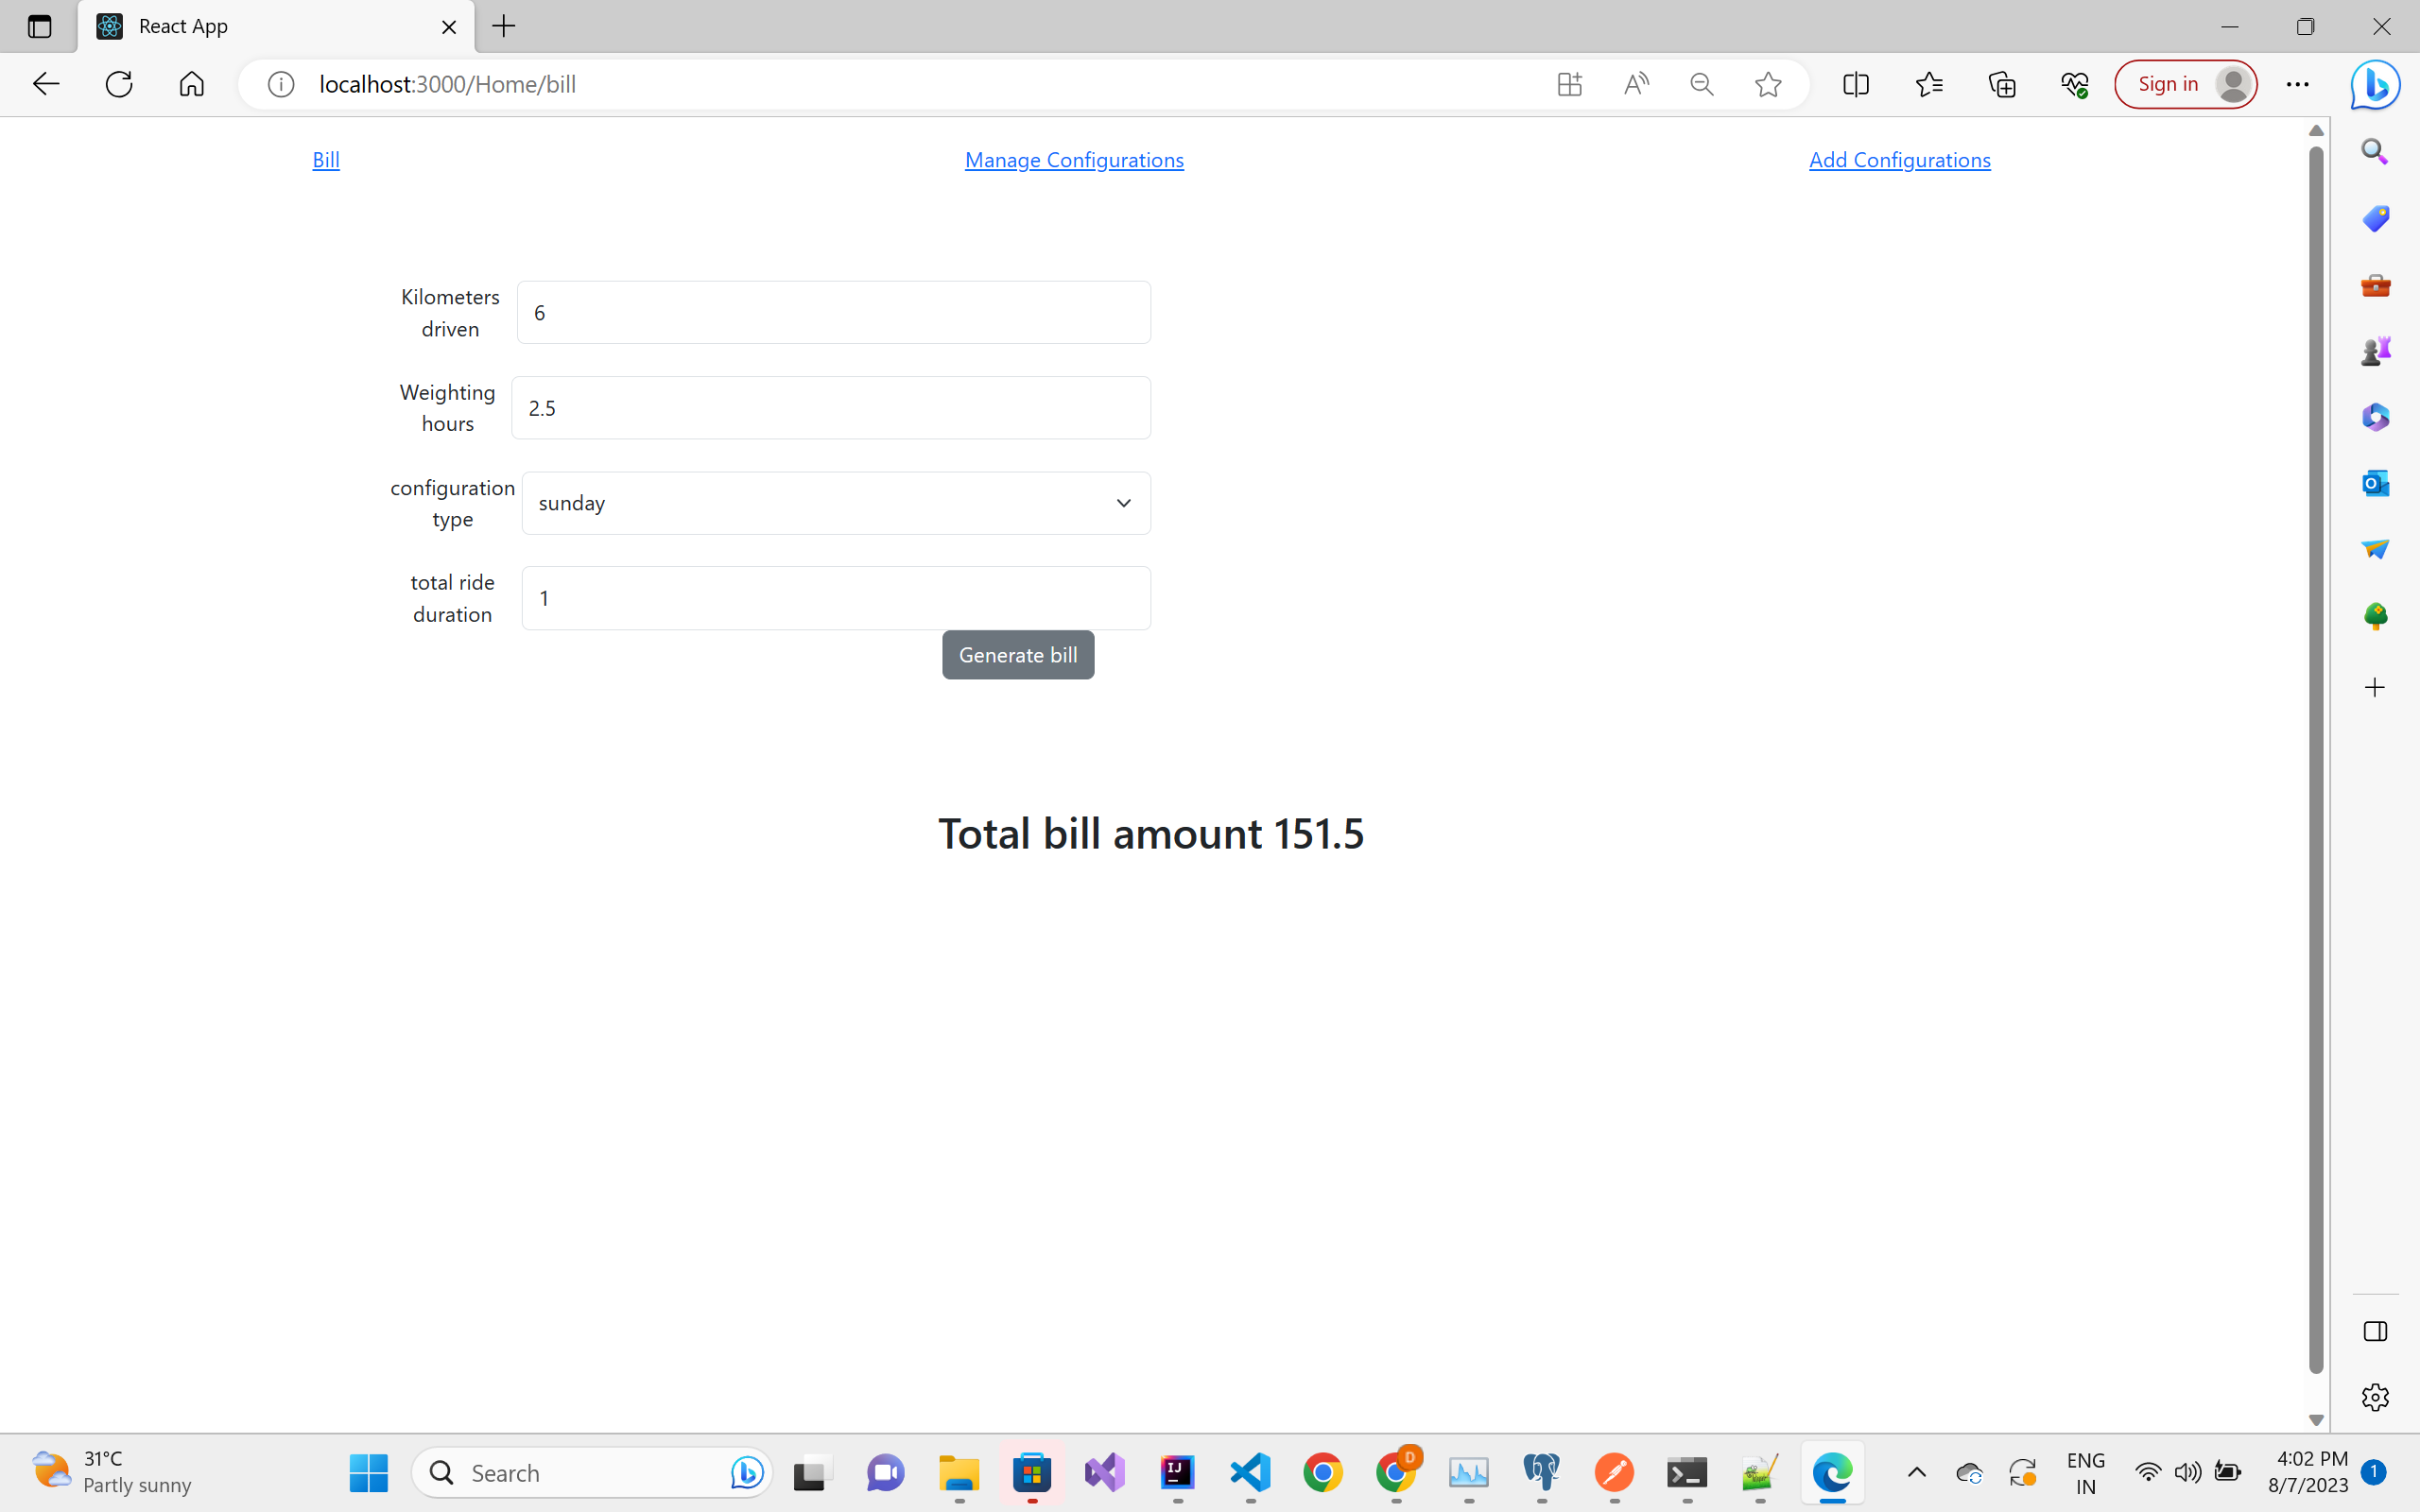 React App
localhost:3000/Home/bill
Sign in
Bill
Manage Configurations
Add Configurations
Kilometers
driven
6
Weighting
hours
2.5
configuration
type
sunday
total ride
duration
1
Generate bill
Total bill amount 151.5
31°C
Partly sunny
Search
D
ENG
IN
4:02 PM
8/7/2023
1